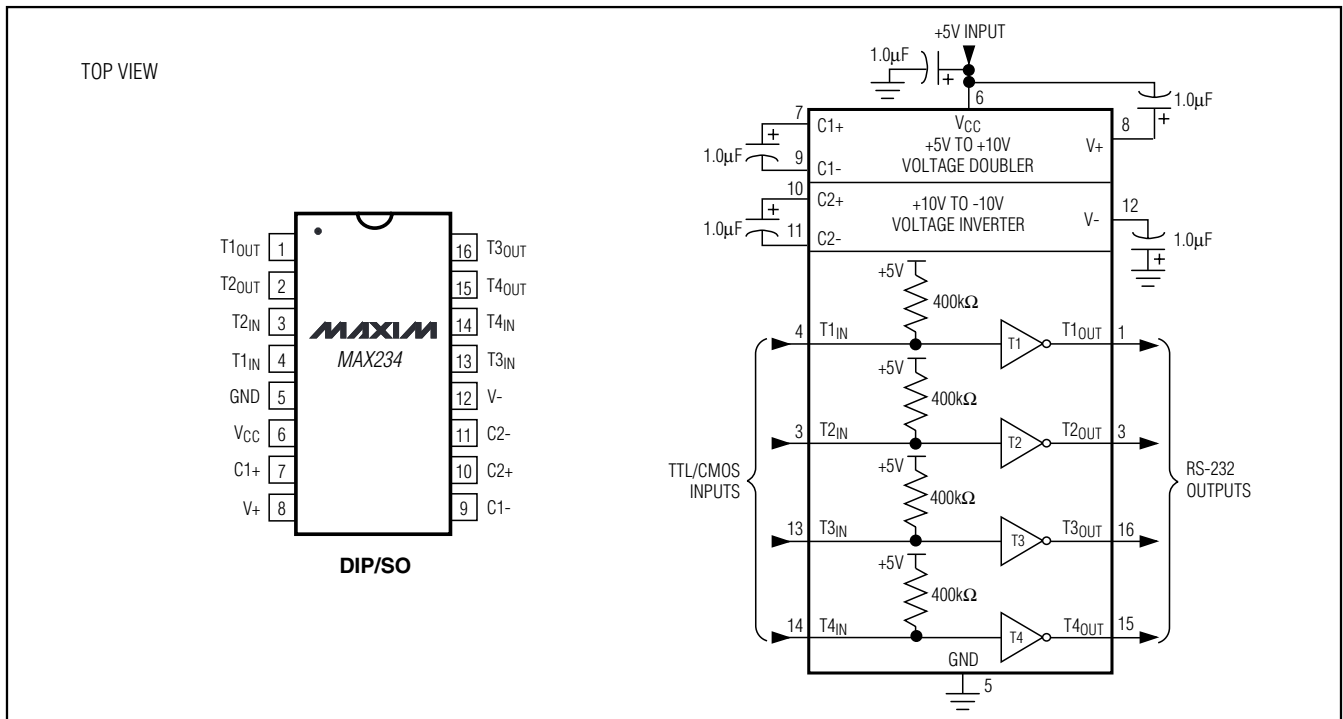 TOP VIEW
T1OUT 1
T2OUT 2
T2IN 3
T1IN 4
GND 5
VCC 6
C1+ 7
V+ 8
MAXIM
MAX234
16 T3OUT
15 T4OUT
14 T4IN
13 T3IN
12 V-
11 C2-
10 C2+
9 C1-
DIP/SO
+5V INPUT
1.0µF
+
6
1.0µF
+
7
C1+
VCC
+5V TO +10V
VOLTAGE DOUBLER
8
V+
+
1.0µF
9
C1-
10
C2+
+10V TO -10V
VOLTAGE INVERTER
12
V-
+
1.0µF
11
C2-
1.0µF
+
+5V
400kΩ
4 T1IN
T1
T1OUT 1
+5V
400kΩ
3 T2IN
T2
T2OUT 3
TTL/CMOS
INPUTS
RS-232
OUTPUTS
+5V
400kΩ
13 T3IN
T3
T3OUT 16
+5V
400kΩ
14 T4IN
T4
T4OUT 15
GND
5